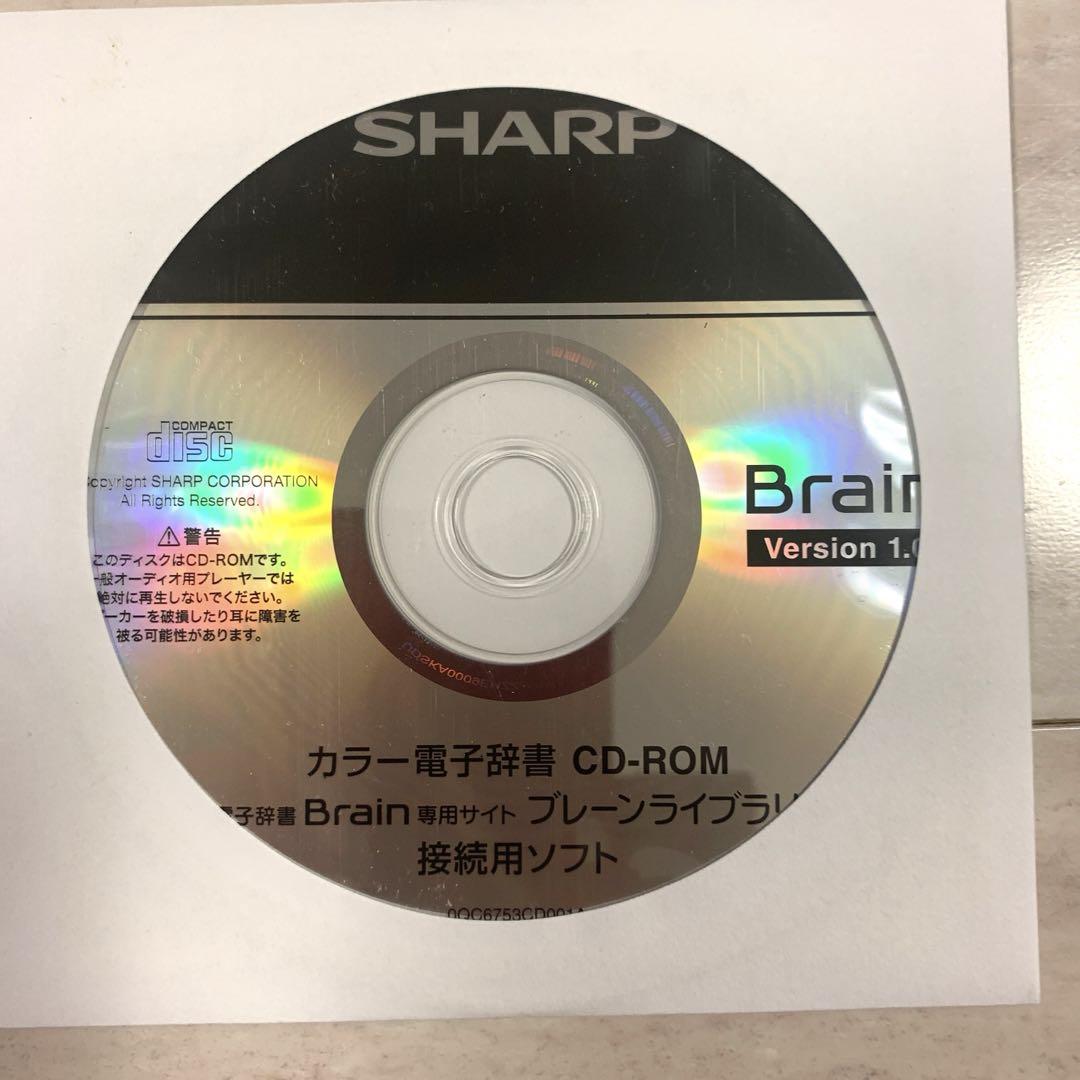 SHARP
COMPACT
disc
opyright SHARP CORPORATION
All Rights Reserved.
⚠警告
このディスクはCD-ROMです。
般オーディオ用プレーヤーでは
絶対に再生しないでください。
ーカーを破損したり耳に障害を
被る可能性があります。
Brain
Version 1.0
カラー電子辞書 CD-ROM
電子辞書 Brain 専用サイト ブレーンライブラリ
接続用ソフト
0QC6753CD001A